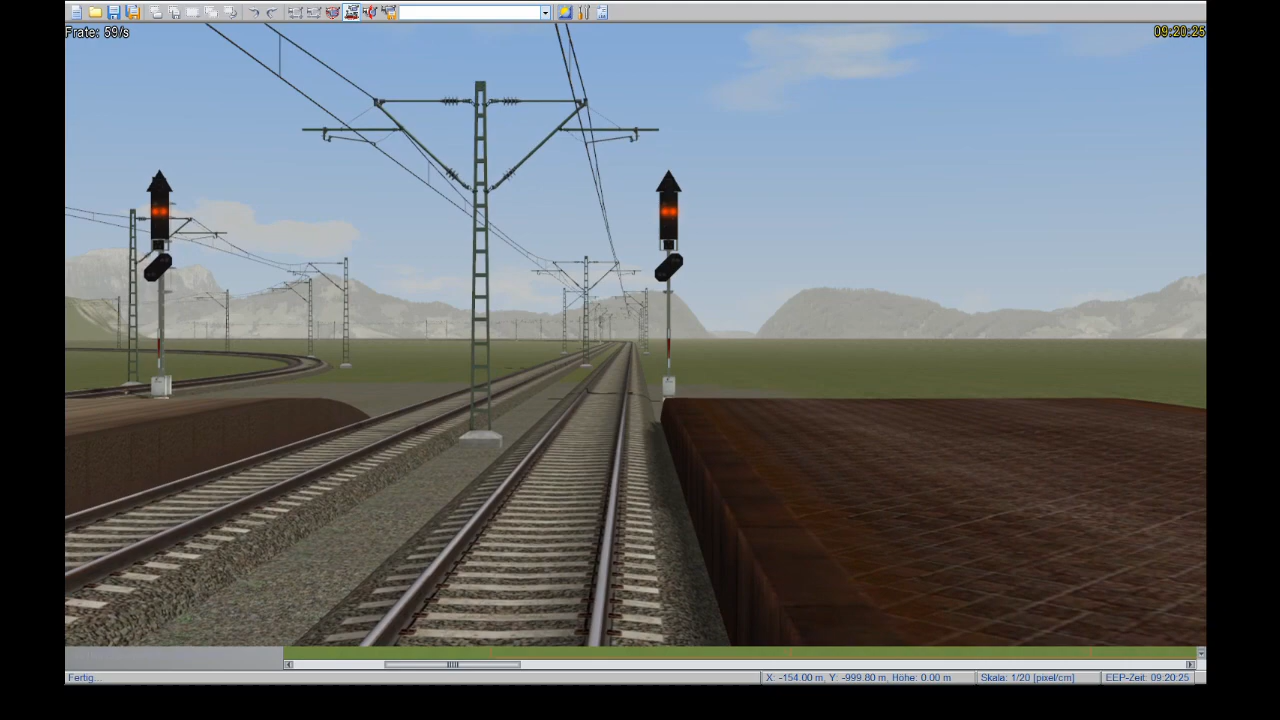 Frate: 59/s
09:20:25
Fertig...
X: -154.00 m, Y: -999.80 m, Höhe: 0.00 m
Skala: 1/20 [pixel/cm]
EEP-Zeit: 09:20:25